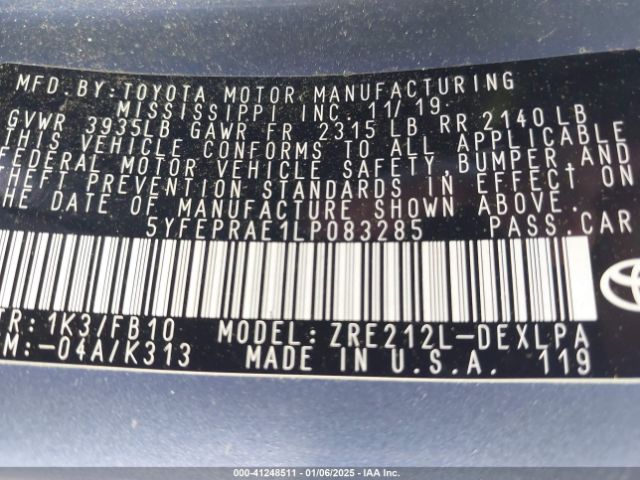 MFD. BY: TOYOTA MOTOR MANUFACTURING
MISSISSIPPI INC. 11/19
GVWR 3935LB GAWR FR 2315 LB RR 2140 LB
THIS VEHICLE CONFORMS TO ALL APPLICABLE
FEDERAL MOTOR VEHICLE SAFETY, BUMPER, AND
THEFT PREVENTION STANDARDS IN EFFECT ON
THE DATE OF MANUFACTURE SHOWN ABOVE.
5YFEPRAE1LP083285 PASS. CAR
TR: 1K3/FB10 MODEL: ZRE212L-DEXLPA
M: -04A/K313 MADE IN U.S.A. 119
000-41248511 - 01/06/2025 - IAA Inc.